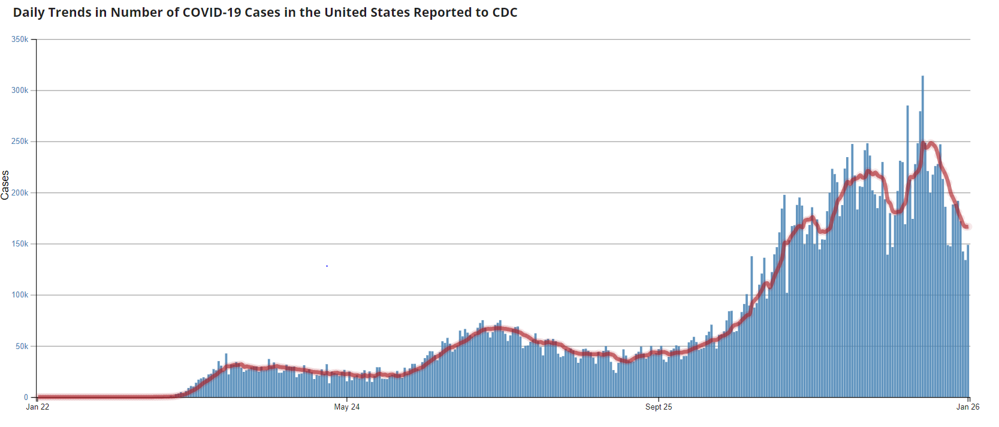 Daily Trends in Number of COVID-19 Cases in the United States Reported to CDC
350k
300k
250k
200k
150k
100k
50k
0
Cases
Jan 22 May 24 Sept 25 Jan 26